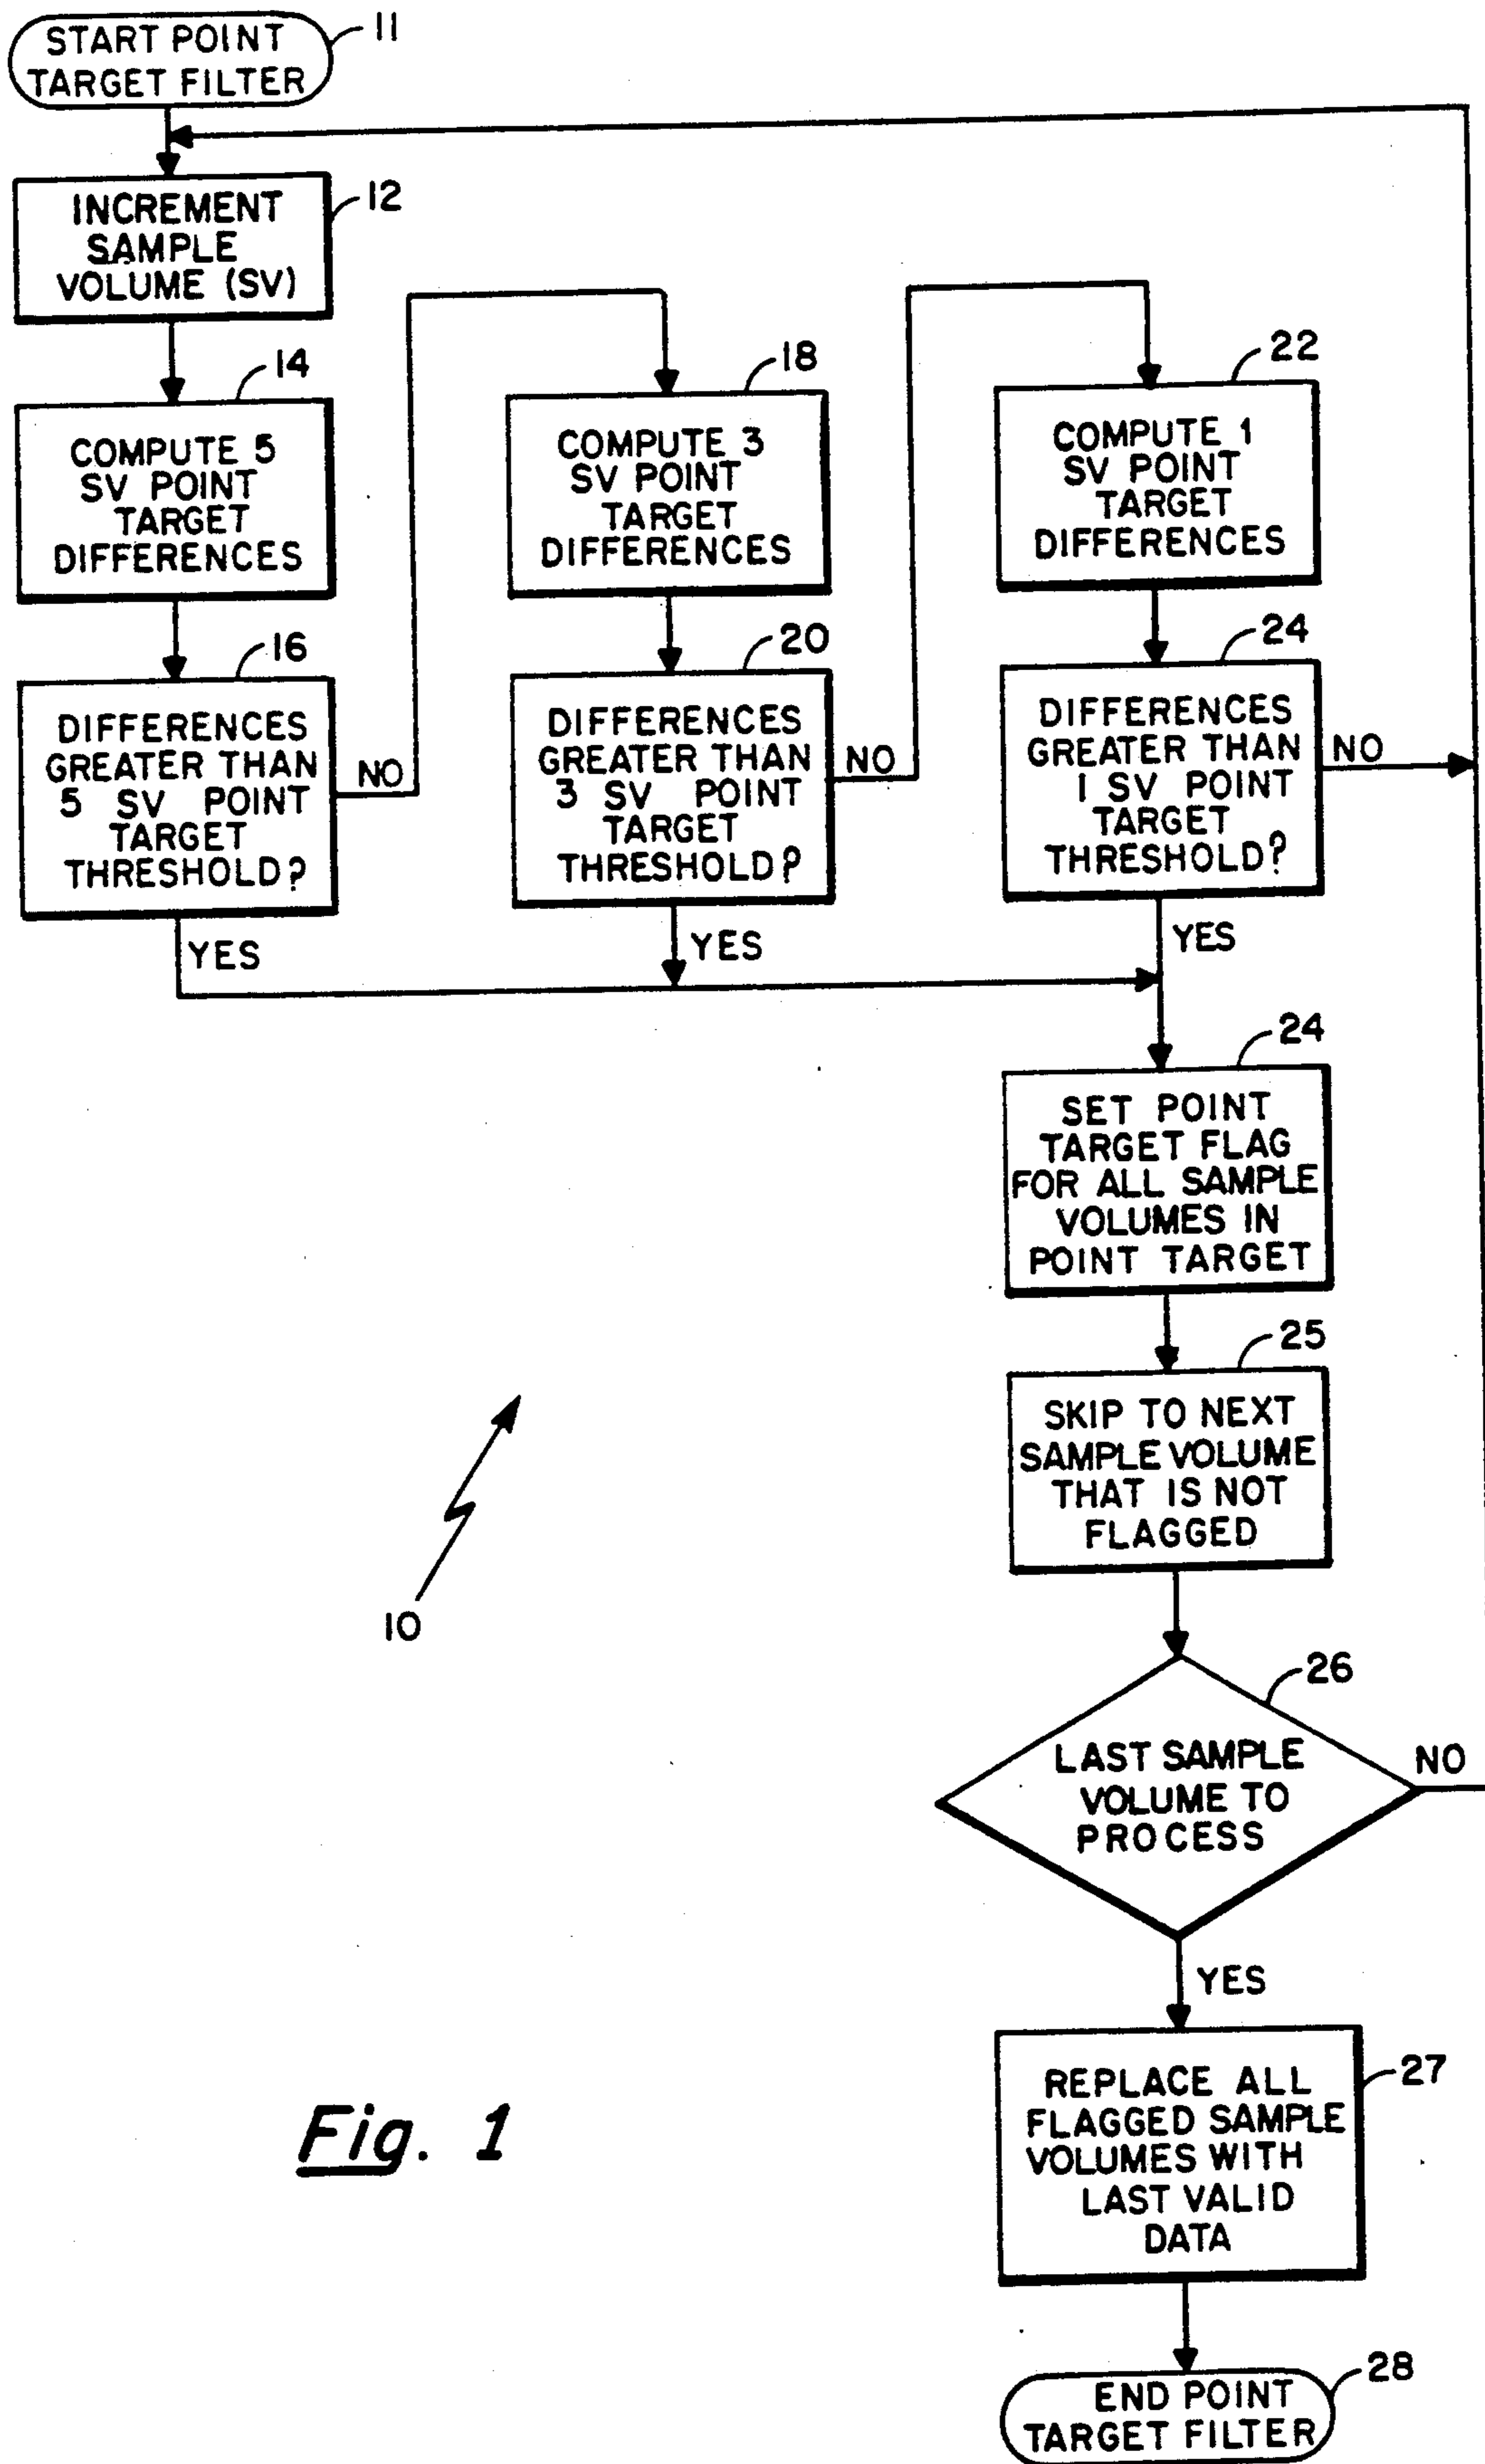 START POINT
TARGET FILTER
11
INCREMENT
SAMPLE
VOLUME (SV)
12
COMPUTE 5
SV POINT
TARGET
DIFFERENCES
14
DIFFERENCES
GREATER THAN
5 SV POINT
TARGET
THRESHOLD?
16
NO
YES
COMPUTE 3
SV POINT
TARGET
DIFFERENCES
18
DIFFERENCES
GREATER THAN
3 SV POINT
TARGET
THRESHOLD?
20
NO
YES
COMPUTE 1
SV POINT
TARGET
DIFFERENCES
22
DIFFERENCES
GREATER THAN
1 SV POINT
TARGET
THRESHOLD?
24
NO
YES
SET POINT
TARGET FLAG
FOR ALL SAMPLE
VOLUMES IN
POINT TARGET
24
SKIP TO NEXT
SAMPLE VOLUME
THAT IS NOT
FLAGGED
25
10
LAST SAMPLE
VOLUME TO
PROCESS
26
NO
YES
REPLACE ALL
FLAGGED SAMPLE
VOLUMES WITH
LAST VALID
DATA
27
END POINT
TARGET FILTER
28
Fig. 1